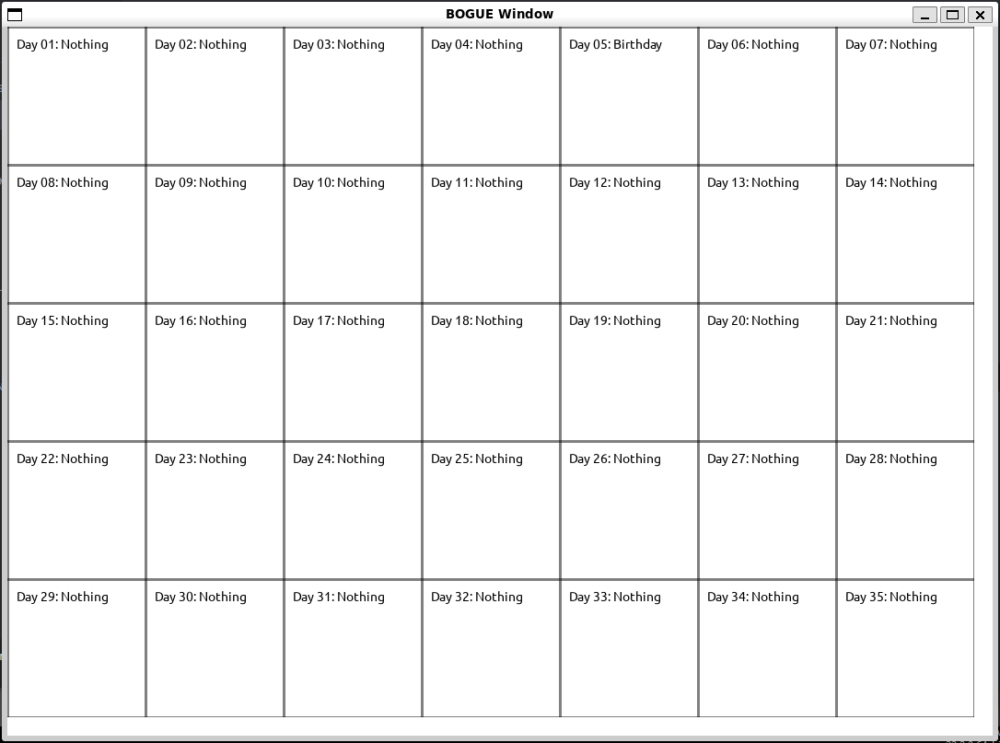 BOGUE Window
Day 01: Nothing
Day 02: Nothing
Day 03: Nothing
Day 04: Nothing
Day 05: Birthday
Day 06: Nothing
Day 07: Nothing
Day 08: Nothing
Day 09: Nothing
Day 10: Nothing
Day 11: Nothing
Day 12: Nothing
Day 13: Nothing
Day 14: Nothing
Day 15: Nothing
Day 16: Nothing
Day 17: Nothing
Day 18: Nothing
Day 19: Nothing
Day 20: Nothing
Day 21: Nothing
Day 22: Nothing
Day 23: Nothing
Day 24: Nothing
Day 25: Nothing
Day 26: Nothing
Day 27: Nothing
Day 28: Nothing
Day 29: Nothing
Day 30: Nothing
Day 31: Nothing
Day 32: Nothing
Day 33: Nothing
Day 34: Nothing
Day 35: Nothing